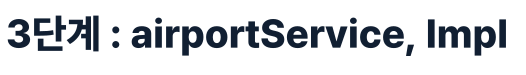 3단계 : airportService, Impl